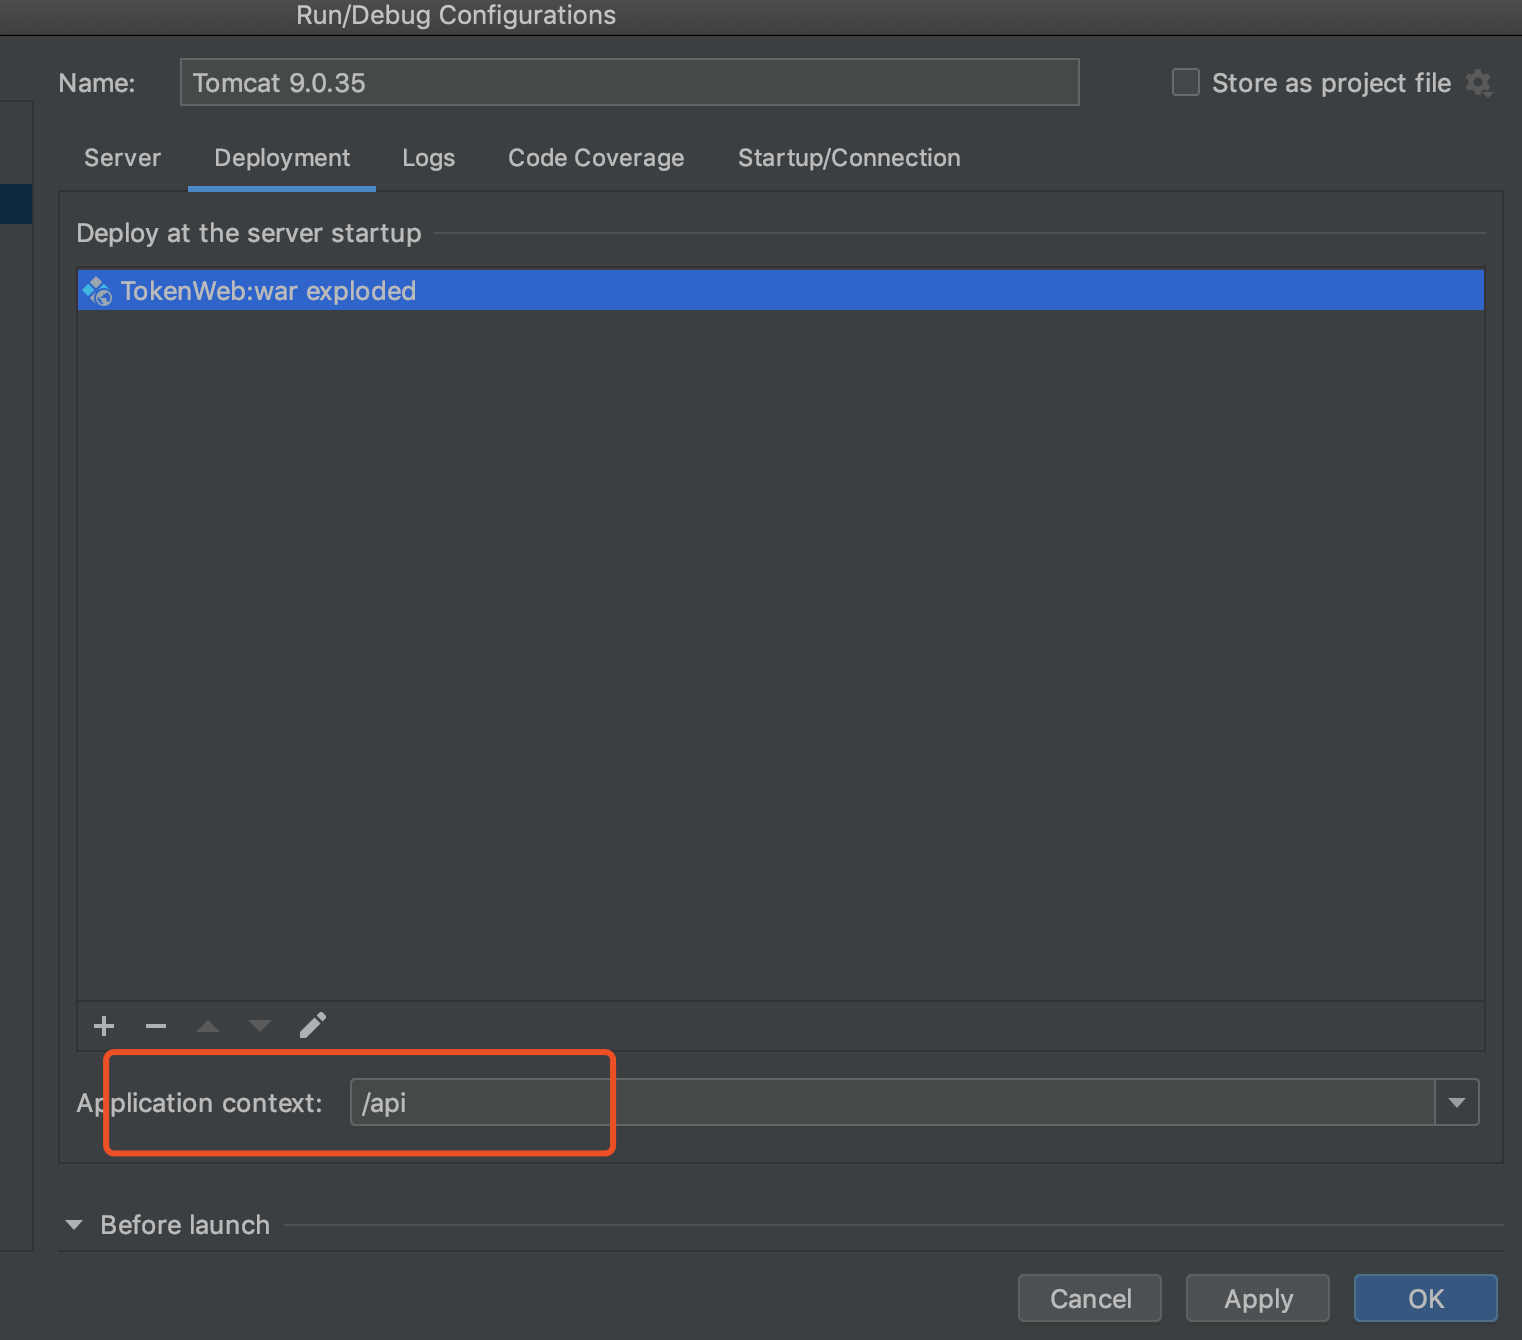 Run/Debug Configurations
Name: Tomcat 9.0.35 Store as project file
Server Deployment Logs Code Coverage Startup/Connection
Deploy at the server startup
TokenWeb:war exploded
Application context: /api
Before launch
Cancel Apply OK